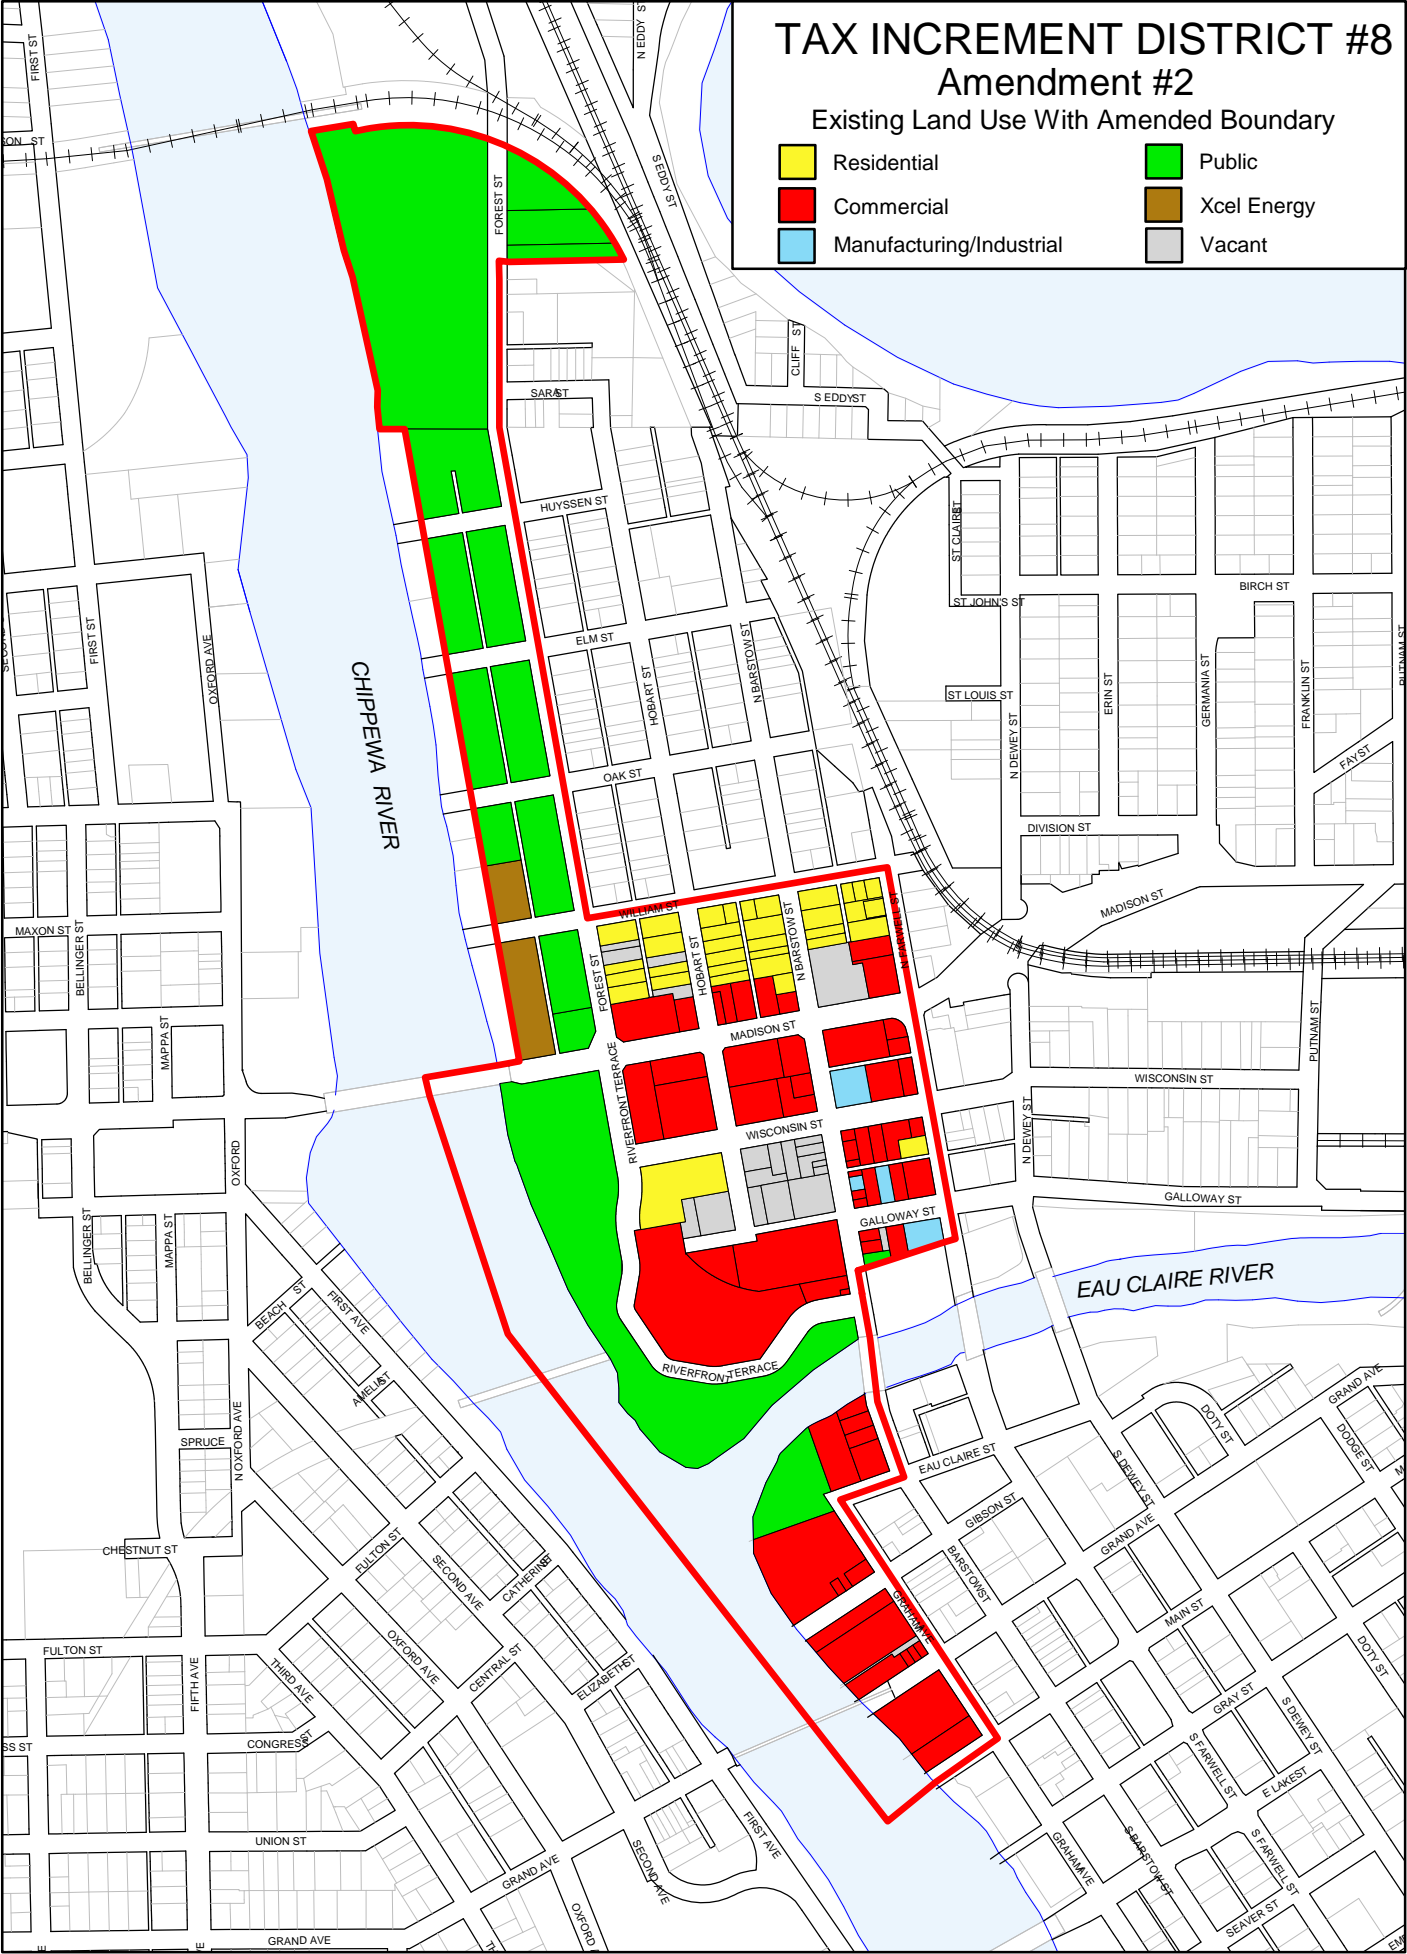 TAX INCREMENT DISTRICT #8
Amendment #2
Existing Land Use With Amended Boundary
Residential
Public
Commercial
Xcel Energy
Manufacturing/Industrial
Vacant
FIRST ST
N EDDY ST
S EDDY ST
FOREST ST
CLIFF ST
SARA ST
S EDDY ST
HUYSSEN ST
ST CLAIR ST
BIRCH ST
ST JOHN'S ST
ELM ST
FIRST ST
OXFORD AVE
HOBART ST
N BARSTOW ST
ST LOUIS ST
ERIN ST
GERMANIA ST
FRANKLIN ST
PUTNAM ST
N DEWEY ST
CHIPPEWA RIVER
OAK ST
FAY ST
DIVISION ST
MADISON ST
WILLIAM ST
MAXON ST
BELLINGER ST
FOREST ST
HOBART ST
N BARSTOW ST
N FARWELL ST
MAPPA ST
MADISON ST
PUTNAM ST
RIVERFRONT TERRACE
WISCONSIN ST
WISCONSIN ST
N DEWEY ST
OXFORD
GALLOWAY ST
GALLOWAY ST
BELLINGER ST
MAPPA ST
EAU CLAIRE RIVER
BEACH ST
FIRST AVE
RIVERFRONT TERRACE
AMELIA ST
GRAND AVE
DOTY ST
DODGE ST
SPRUCE
N OXFORD AVE
EAU CLAIRE ST
S DEWEY ST
GIBSON ST
GRAND AVE
CHESTNUT ST
FULTON ST
SECOND AVE
CATHERINE ST
BARSTOW ST
GRAHAM AVE
MAIN ST
FULTON ST
FIFTH AVE
THIRD AVE
OXFORD AVE
CENTRAL ST
ELIZABETH ST
DOTY ST
GRAY ST
S DEWEY ST
CONGRESS ST
SS ST
S FARWELL ST
E LAKE ST
UNION ST
FIRST AVE
GRAND AVE
SECOND AVE
GRAHAM AVE
S BARSTOW ST
S FARWELL ST
SEAVER ST
GRAND AVE